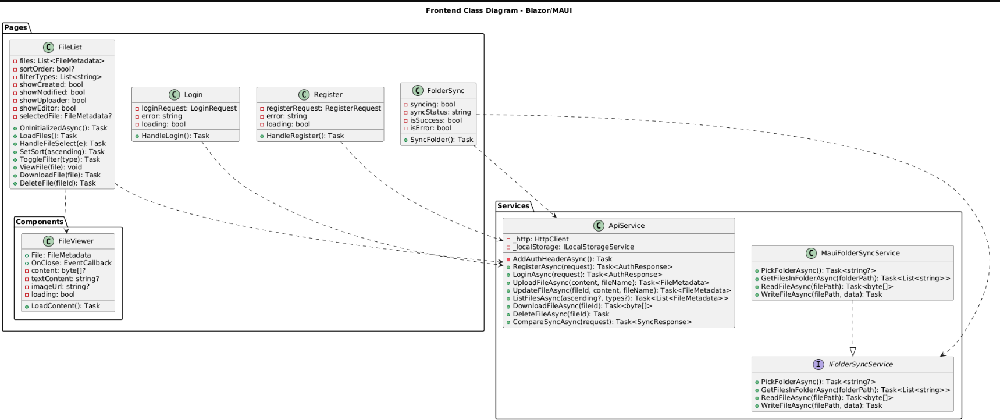 Frontend Class Diagram - Blazor/MAUI
Pages
C FileList
files: List<FileMetadata>
sortOrder: bool?
filterTypes: List<string>
showCreated: bool
showModified: bool
showUploader: bool
showEditor: bool
selectedFile: FileMetadata?
OnInitializedAsync(): Task
LoadFiles(): Task
HandleFileSelect(e): Task
SetSort(ascending): Task
ToggleFilter(type): Task
ViewFile(file): void
DownloadFile(file): Task
DeleteFile(fileId): Task
C Login
loginRequest: LoginRequest
error: string
loading: bool
HandleLogin(): Task
C Register
registerRequest: RegisterRequest
error: string
loading: bool
HandleRegister(): Task
C FolderSync
syncing: bool
syncStatus: string
isSuccess: bool
isError: bool
SyncFolder(): Task
Components
C FileViewer
File: FileMetadata
OnClose: EventCallback
content: byte[]?
textContent: string?
imageUrl: string?
loading: bool
LoadContent(): Task
Services
C ApiService
_http: HttpClient
_localStorage: ILocalStorageService
AddAuthHeaderAsync(): Task
RegisterAsync(request): Task<AuthResponse>
LoginAsync(request): Task<AuthResponse>
UploadFileAsync(content, fileName): Task<FileMetadata>
UpdateFileAsync(fileId, content, fileName): Task<FileMetadata>
ListFilesAsync(ascending?, types?): Task<List<FileMetadata>>
DownloadFileAsync(fileId): Task<byte[]>
DeleteFileAsync(fileId): Task
CompareSyncAsync(request): Task<SyncResponse>
C MauiFolderSyncService
PickFolderAsync(): Task<string?>
GetFilesInFolderAsync(folderPath): Task<List<string>>
ReadFileAsync(filePath): Task<byte[]>
WriteFileAsync(filePath, data): Task
I IFolderSyncService
PickFolderAsync(): Task<string?>
GetFilesInFolderAsync(folderPath): Task<List<string>>
ReadFileAsync(filePath): Task<byte[]>
WriteFileAsync(filePath, data): Task